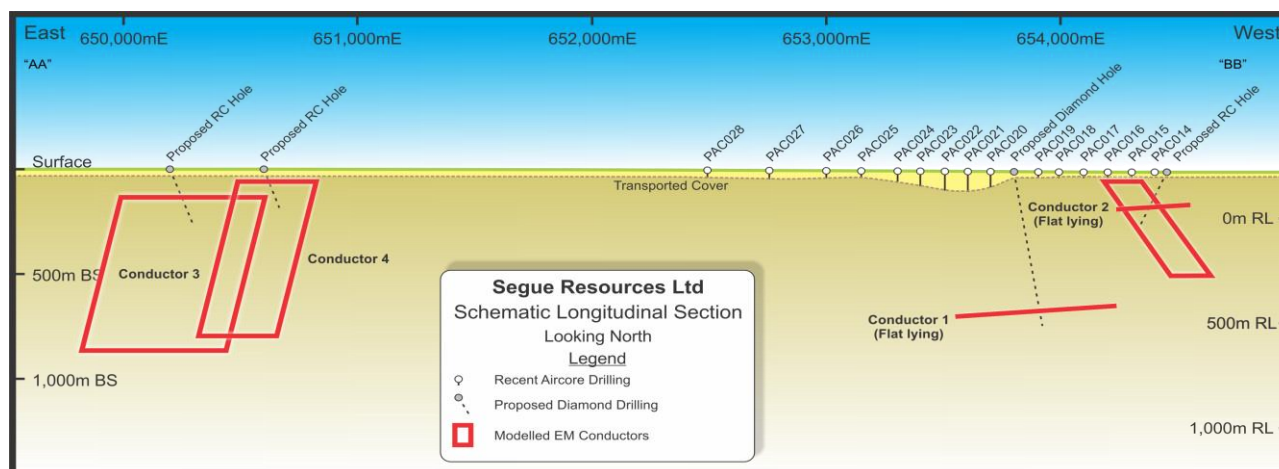 East
650,000mE
651,000mE
652,000mE
653,000mE
654,000mE
West
"AA"
"BB"
Proposed RC Hole
Proposed RC Hole
PAC028
PAC027
PAC026
PAC025
PAC024
PAC023
PAC022
PAC021
PAC020
Proposed Diamond Hole
PAC019
PAC018
PAC017
PAC016
PAC015
PAC014
Proposed RC Hole
Surface
Transported Cover
Conductor 2
(Flat lying)
0m RL
500m BS
Conductor 3
Conductor 4
Conductor 1
(Flat lying)
500m RL
1,000m BS
1,000m RL
Segue Resources Ltd
Schematic Longitudinal Section
Looking North
Legend
Recent Aircore Drilling
Proposed Diamond Drilling
Modelled EM Conductors